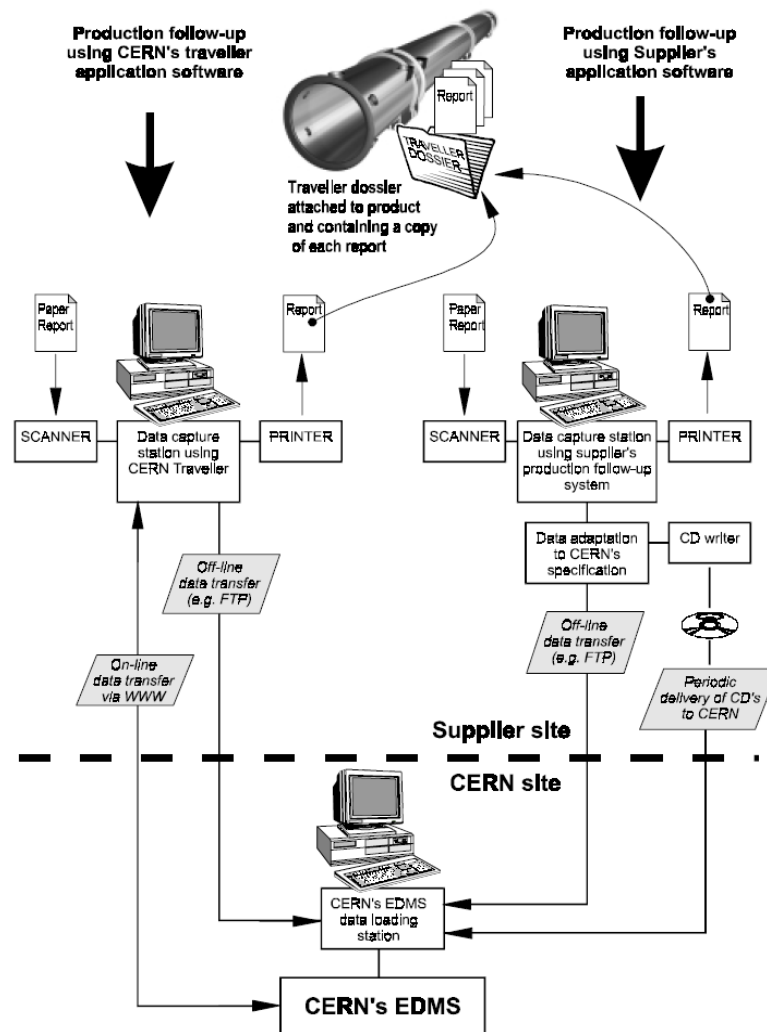 Production follow-up
using CERN's traveller
application software
Production follow-up
using Supplier's
application software
Report
TRAVELLER
DOSSIER
Traveller dossier
attached to product
and containing a copy
of each report
Paper
Report
Report
Paper
Report
Report
SCANNER
Data capture
station using
CERN Traveller
PRINTER
SCANNER
Data capture station
using supplier's
production follow-up
system
PRINTER
Data adaptation
to CERN's
specification
CD writer
Off-line
data transfer
(e.g. FTP)
Off-line
data transfer
(e.g. FTP)
On-line
data transfer
via WWW
Periodic
delivery of CD's
to CERN
Supplier site
CERN site
CERN's EDMS
data loading
station
CERN's EDMS